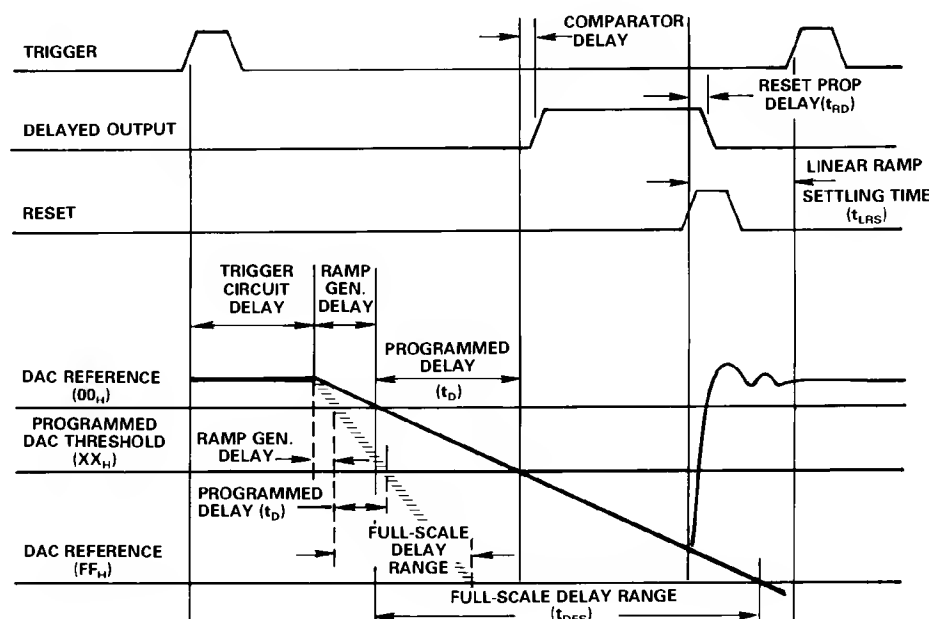 TRIGGER
COMPARATOR
DELAY
RESET PROP
DELAY(tRD)
DELAYED OUTPUT
LINEAR RAMP
SETTLING TIME
(tLRS)
RESET
TRIGGER
CIRCUIT
DELAY
RAMP
GEN.
DELAY
PROGRAMMED
DELAY
(tD)
DAC REFERENCE
(00H)
PROGRAMMED
DAC THRESHOLD
(XXH)
RAMP GEN.
DELAY
PROGRAMMED
DELAY (tD)
FULL-SCALE
DELAY
RANGE
DAC REFERENCE
(FFH)
FULL-SCALE DELAY RANGE
(tDFS)